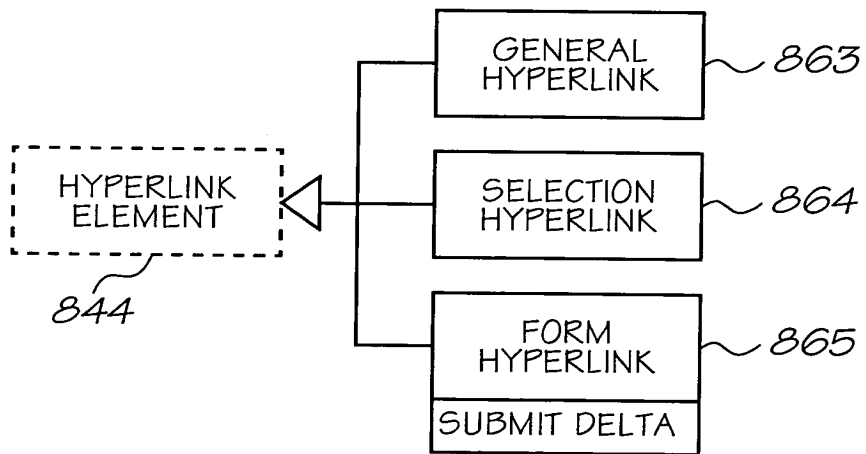 GENERAL
HYPERLINK
863
HYPERLINK
ELEMENT
844
SELECTION
HYPERLINK
864
FORM
HYPERLINK
865
SUBMIT DELTA